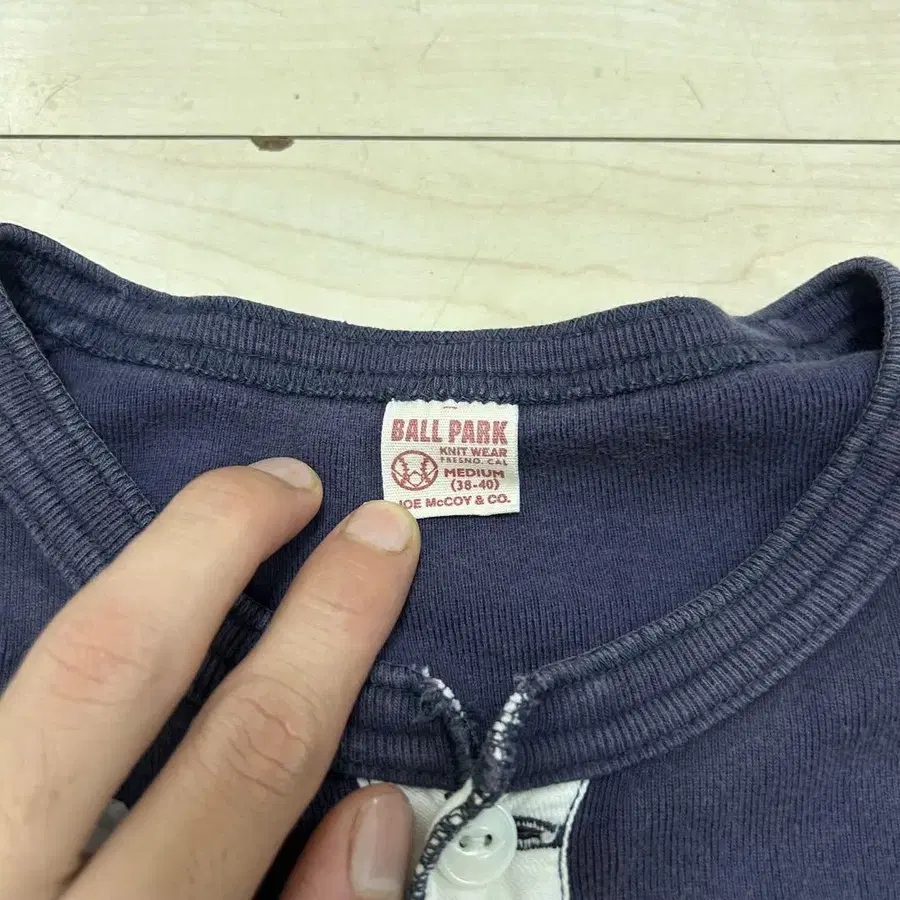 BALL PARK
KNIT WEAR
FRESNO. CAL
MEDIUM
(38-40)
JOE McCOY & CO.